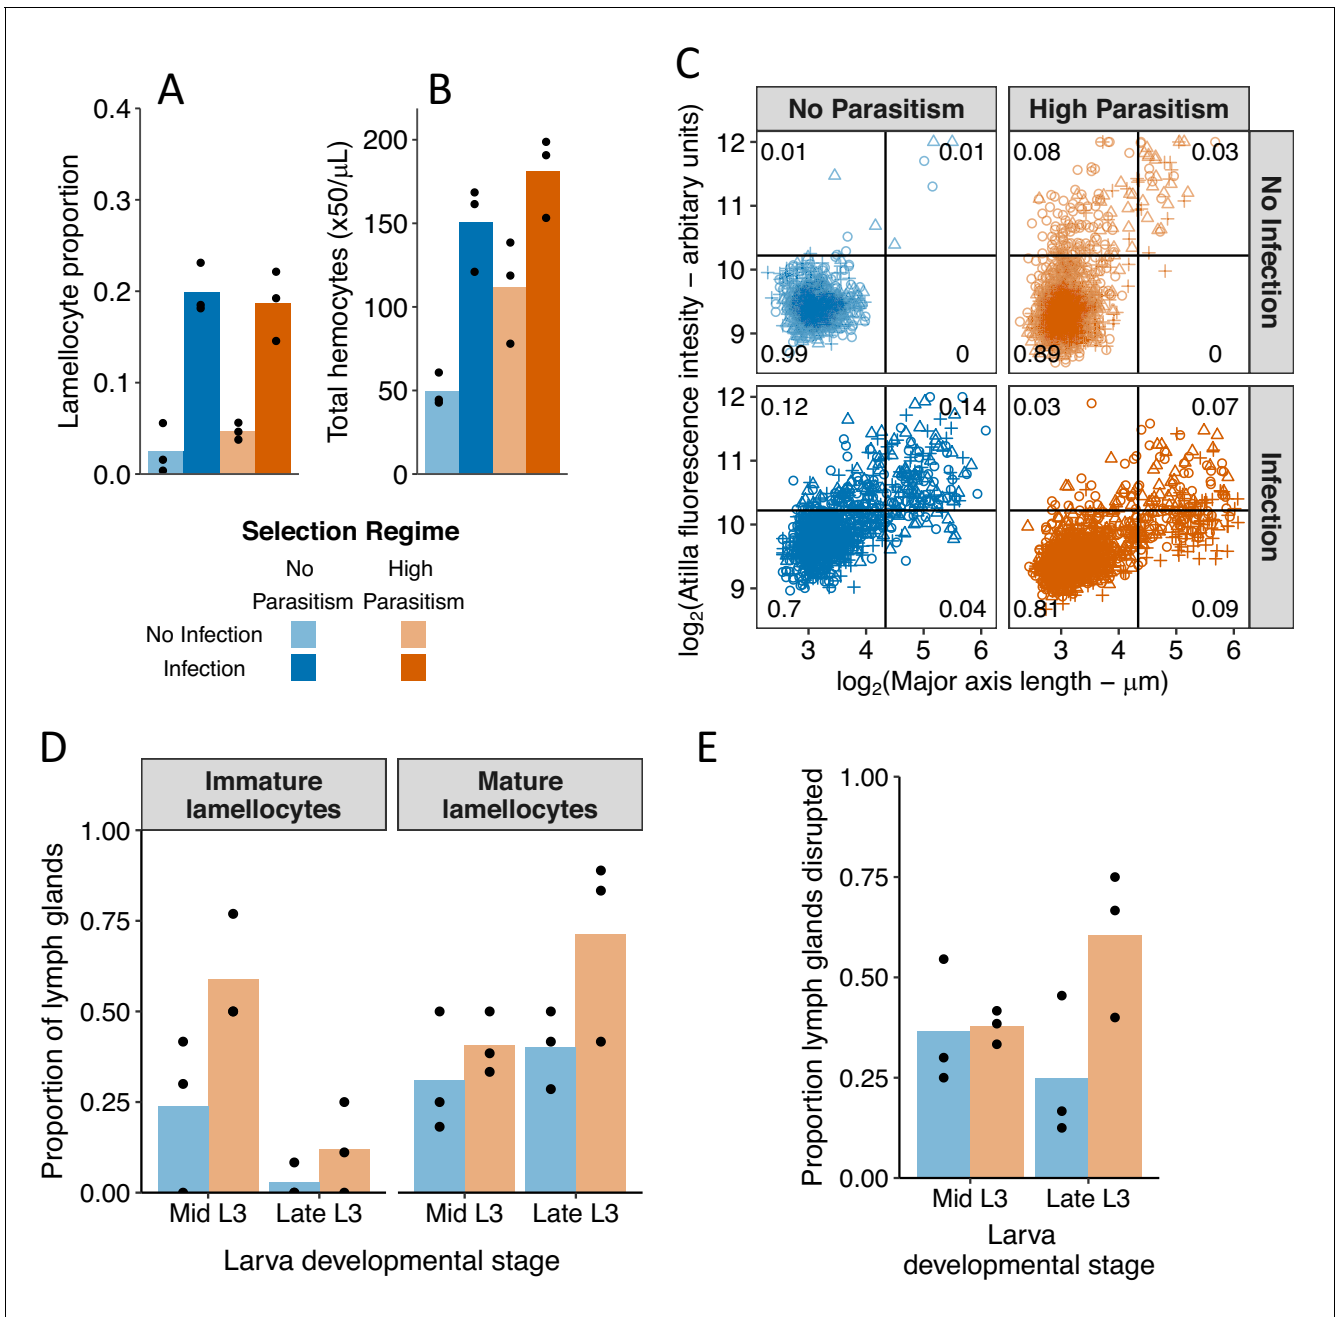 A
Lamellocyte proportion
0.4
0.3
0.2
0.1
0.0
B
Total hemocytes (x50/μL)
200
150
100
50
0
Selection Regime
No Parasitism
High Parasitism
No Infection
Infection
C
No Parasitism
High Parasitism
No Infection
Infection
log₂(Atilla fluorescence intesity – arbitary units)
12
11
10
9
12
11
10
9
0.01
0.01
0.99
0
0.08
0.03
0.89
0
0.12
0.14
0.7
0.04
0.03
0.07
0.81
0.09
3 4 5 6
3 4 5 6
log₂(Major axis length – μm)
D
Immature
lamellocytes
Mature
lamellocytes
Proportion of lymph glands
1.00
0.75
0.50
0.25
0.00
Mid L3 Late L3
Mid L3 Late L3
Larva developmental stage
E
Proportion lymph glands disrupted
1.00
0.75
0.50
0.25
0.00
Mid L3 Late L3
Larva
developmental stage